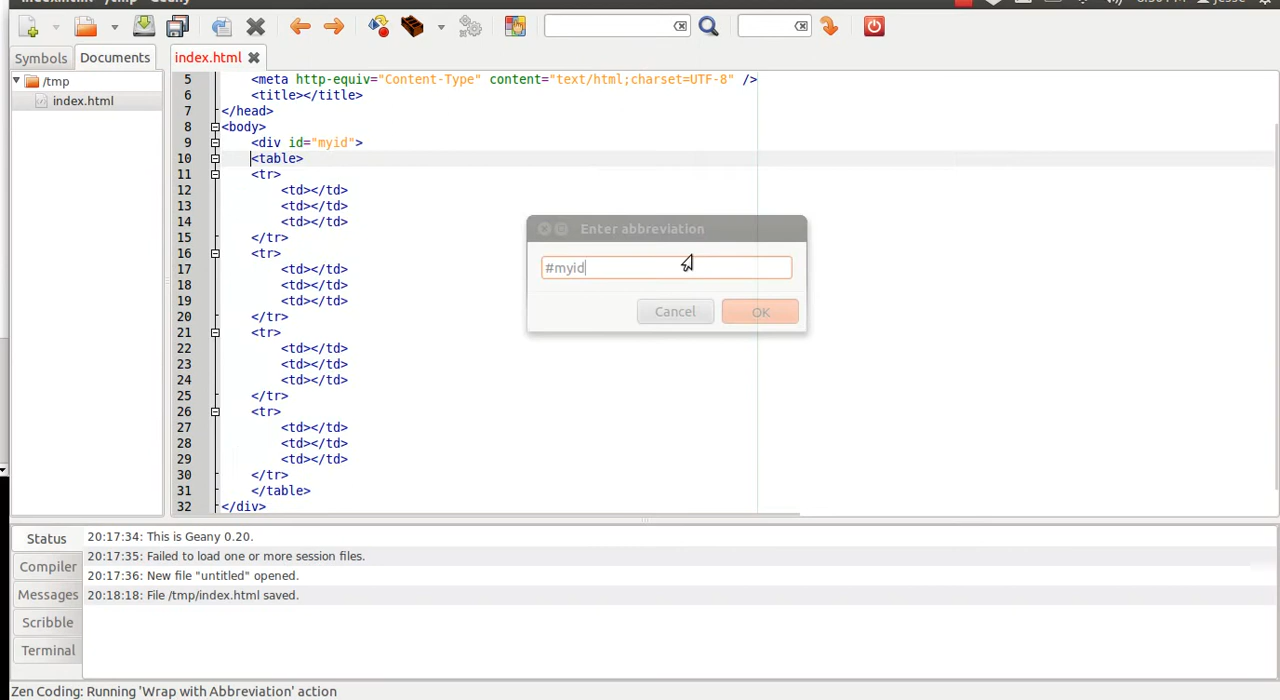 Symbols
Documents
index.html
/tmp
index.html
5 <meta http-equiv="Content-Type" content="text/html;charset=UTF-8" />
6 <title></title>
7 </head>
8 <body>
9 <div id="myid">
10 <table>
11 <tr>
12 <td></td>
13 <td></td>
14 <td></td>
15 </tr>
16 <tr>
17 <td></td>
18 <td></td>
19 <td></td>
20 </tr>
21 <tr>
22 <td></td>
23 <td></td>
24 <td></td>
25 </tr>
26 <tr>
27 <td></td>
28 <td></td>
29 <td></td>
30 </tr>
31 </table>
32 </div>
Enter abbreviation
#myid
Cancel
OK
Status
Compiler
Messages
Scribble
Terminal
20:17:34: This is Geany 0.20.
20:17:35: Failed to load one or more session files.
20:17:36: New file "untitled" opened.
20:18:18: File /tmp/index.html saved.
Zen Coding: Running 'Wrap with Abbreviation' action